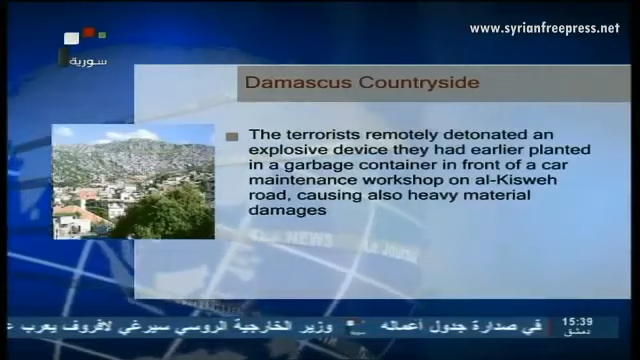 www.syrianfreepress.net
سورية
Damascus Countryside
The terrorists remotely detonated an
explosive device they had earlier planted
in a garbage container in front of a car
maintenance workshop on al-Kisweh
road, causing also heavy material
damages
NEWS
في صدارة جدول أعماله
وزير الخارجية الروسي سيرغي لافروف يعرب
15:39
دمشق